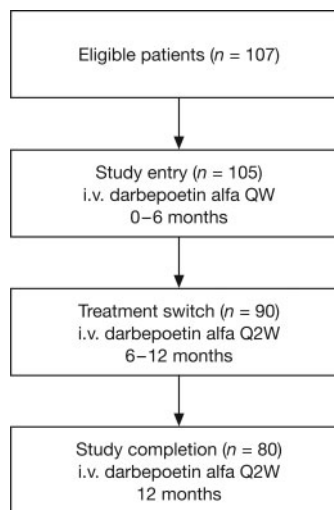 Eligible patients (n = 107)
Study entry (n = 105)
i.v. darbepoetin alfa QW
0–6 months
Treatment switch (n = 90)
i.v. darbepoetin alfa Q2W
6–12 months
Study completion (n = 80)
i.v. darbepoetin alfa Q2W
12 months